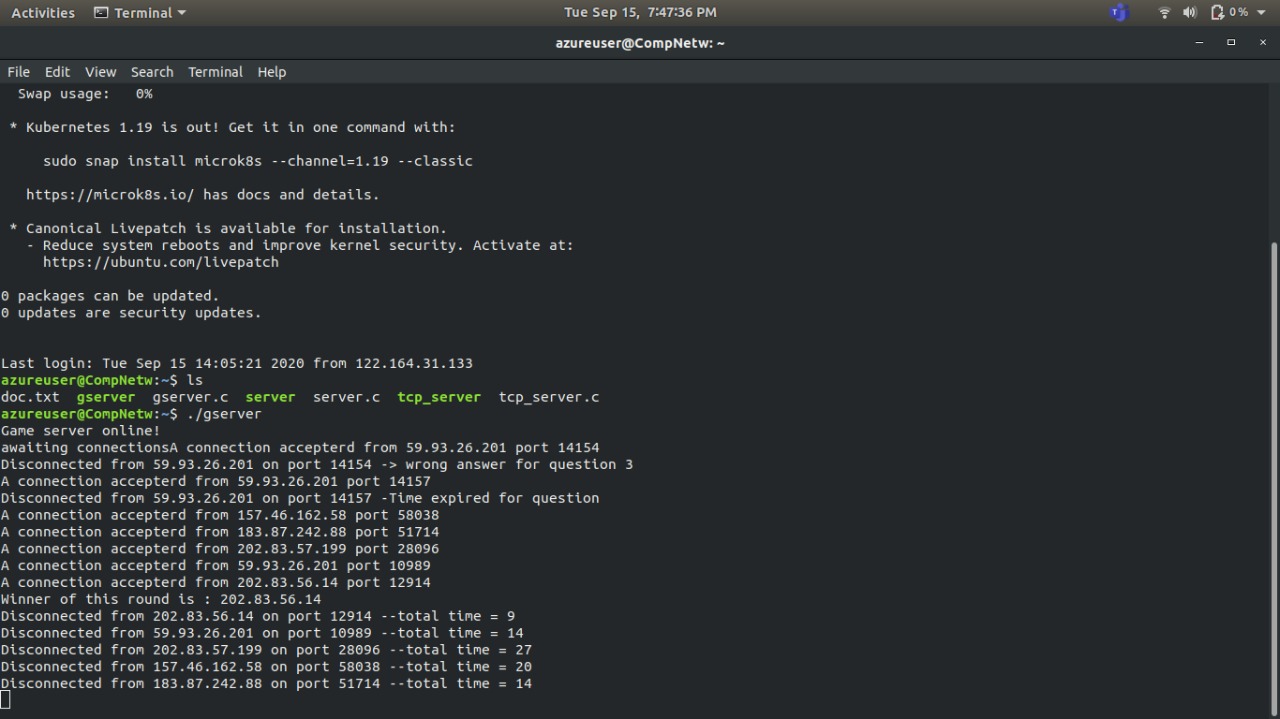 Activities Terminal Tue Sep 15, 7:47:36 PM 0 %
azureuser@CompNetw: ~
File Edit View Search Terminal Help
Swap usage: 0%
* Kubernetes 1.19 is out! Get it in one command with:
sudo snap install microk8s --channel=1.19 --classic
https://microk8s.io/ has docs and details.
* Canonical Livepatch is available for installation.
- Reduce system reboots and improve kernel security. Activate at:
https://ubuntu.com/livepatch
0 packages can be updated.
0 updates are security updates.
Last login: Tue Sep 15 14:05:21 2020 from 122.164.31.133
azureuser@CompNetw:~$ ls
doc.txt gserver gserver.c server server.c tcp_server tcp_server.c
azureuser@CompNetw:~$ ./gserver
Game server online!
awaiting connectionsA connection accepterd from 59.93.26.201 port 14154
Disconnected from 59.93.26.201 on port 14154 -> wrong answer for question 3
A connection accepterd from 59.93.26.201 port 14157
Disconnected from 59.93.26.201 on port 14157 -Time expired for question
A connection accepterd from 157.46.162.58 port 58038
A connection accepterd from 183.87.242.88 port 51714
A connection accepterd from 202.83.57.199 port 28096
A connection accepterd from 59.93.26.201 port 10989
A connection accepterd from 202.83.56.14 port 12914
Winner of this round is : 202.83.56.14
Disconnected from 202.83.56.14 on port 12914 --total time = 9
Disconnected from 59.93.26.201 on port 10989 --total time = 14
Disconnected from 202.83.57.199 on port 28096 --total time = 27
Disconnected from 157.46.162.58 on port 58038 --total time = 20
Disconnected from 183.87.242.88 on port 51714 --total time = 14